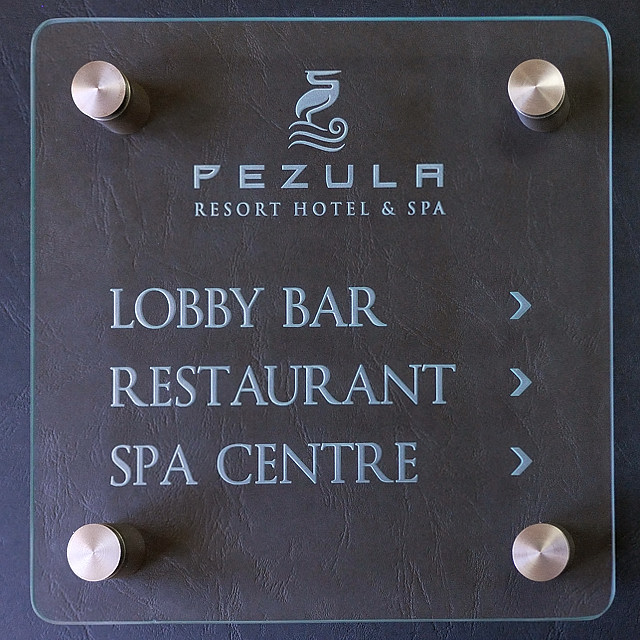 PEZULA
RESORT HOTEL & SPA
LOBBY BAR
RESTAURANT
SPA CENTRE